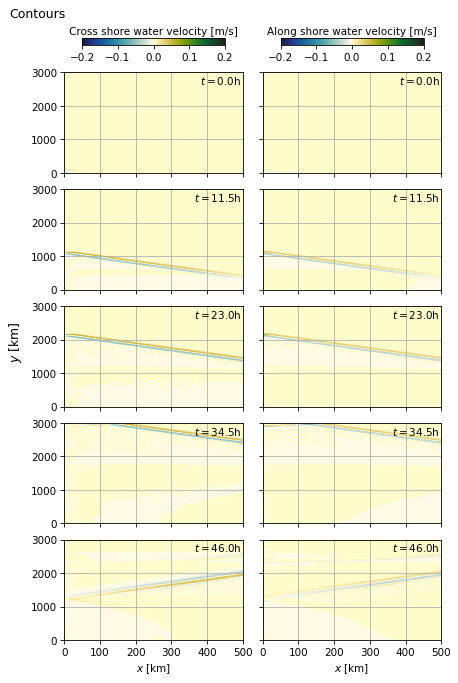 Contours
Cross shore water velocity [m/s] Along shore water velocity [m/s]
−0.2 −0.1 0.0 0.1 0.2 −0.2 −0.1 0.0 0.1 0.2
3000 t = 0.0h t = 0.0h
2000
1000
0
3000 t = 11.5h t = 11.5h
2000
1000
0
3000 t = 23.0h t = 23.0h
2000
y [km]
1000
0
3000 t = 34.5h t = 34.5h
2000
1000
0
3000 t = 46.0h t = 46.0h
2000
1000
0
0 100 200 300 400 500 0 100 200 300 400 500
x [km] x [km]